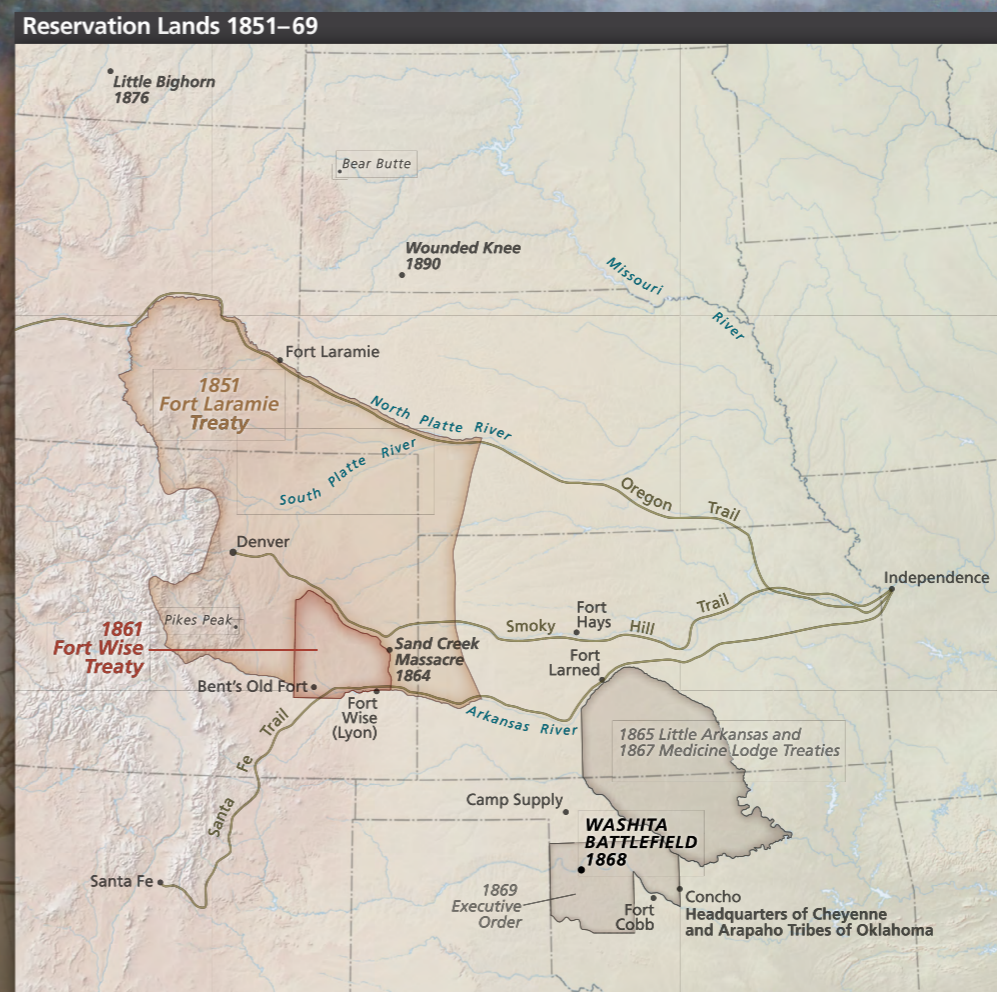 Reservation Lands 1851–69
Little Bighorn
1876
Bear Butte
Wounded Knee
1890
Missouri
River
Fort Laramie
1851
Fort Laramie
Treaty
North Platte River
South Platte River
Oregon Trail
Denver
Independence
Pikes Peak
1861
Fort Wise
Treaty
Fort
Hays
Smoky Hill Trail
Sand Creek
Massacre
1864
Fort
Larned
Bent's Old Fort
Fort
Wise
(Lyon)
Arkansas River
Santa Fe Trail
1865 Little Arkansas and
1867 Medicine Lodge Treaties
Camp Supply
WASHITA
BATTLEFIELD
1868
Santa Fe
1869
Executive
Order
Fort
Cobb
Concho
Headquarters of Cheyenne
and Arapaho Tribes of Oklahoma